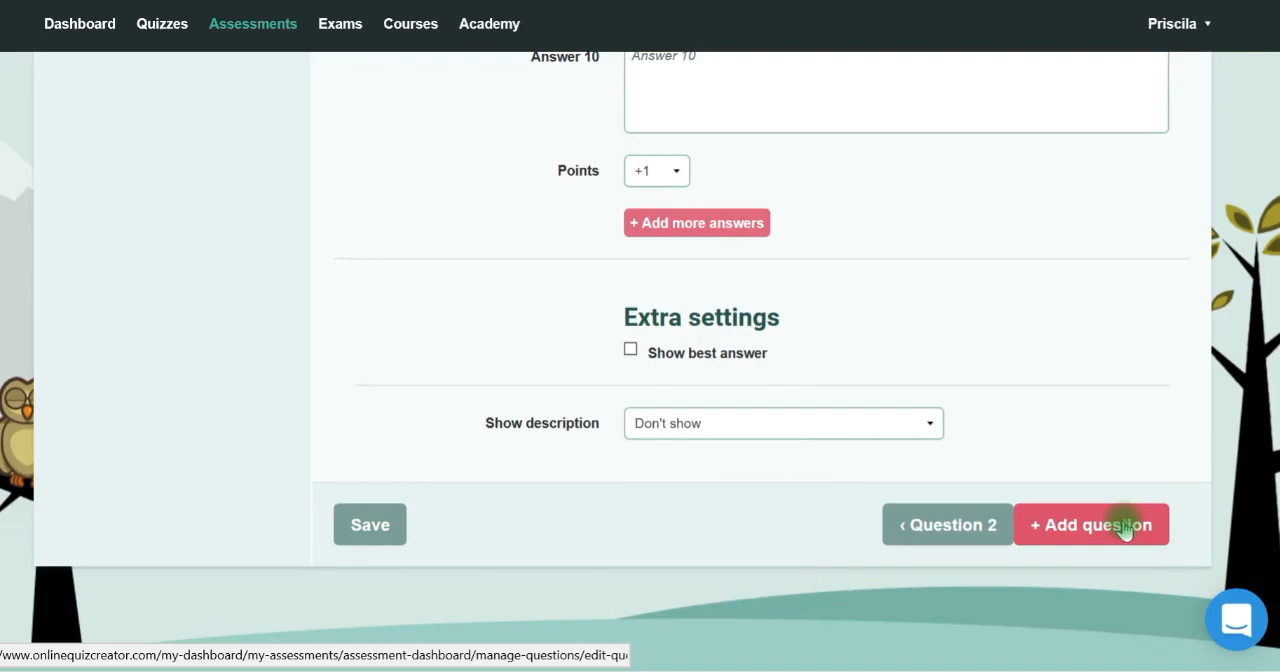 Dashboard Quizzes Assessments Exams Courses Academy Priscila
Answer 10 Answer 10
Points +1
+ Add more answers
Extra settings
Show best answer
Show description Don't show
Save ‹ Question 2 + Add question
/www.onlinequizcreator.com/my-dashboard/my-assessments/assessment-dashboard/manage-questions/edit-qu